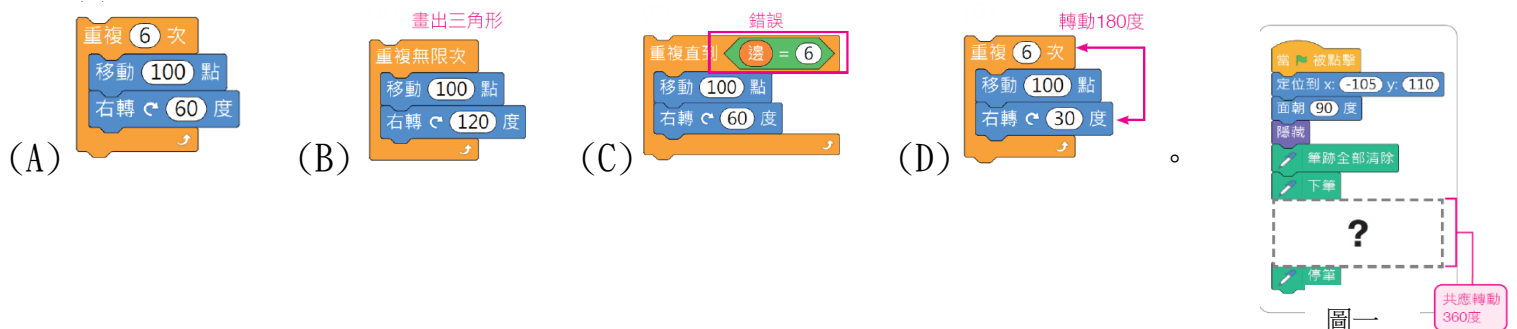 (A)
重複 6 次
移動 100 點
右轉 60 度
(B)
畫出三角形
重複無限次
移動 100 點
右轉 120 度
(C)
錯誤
重複直到 邊 = 6
移動 100 點
右轉 60 度
(D)
轉動180度
重複 6 次
移動 100 點
右轉 30 度
。
當 被點擊
定位到 x: -105 y: 110
面朝 90 度
隱藏
筆跡全部清除
下筆
?
停筆
共應轉動
360度
圖一